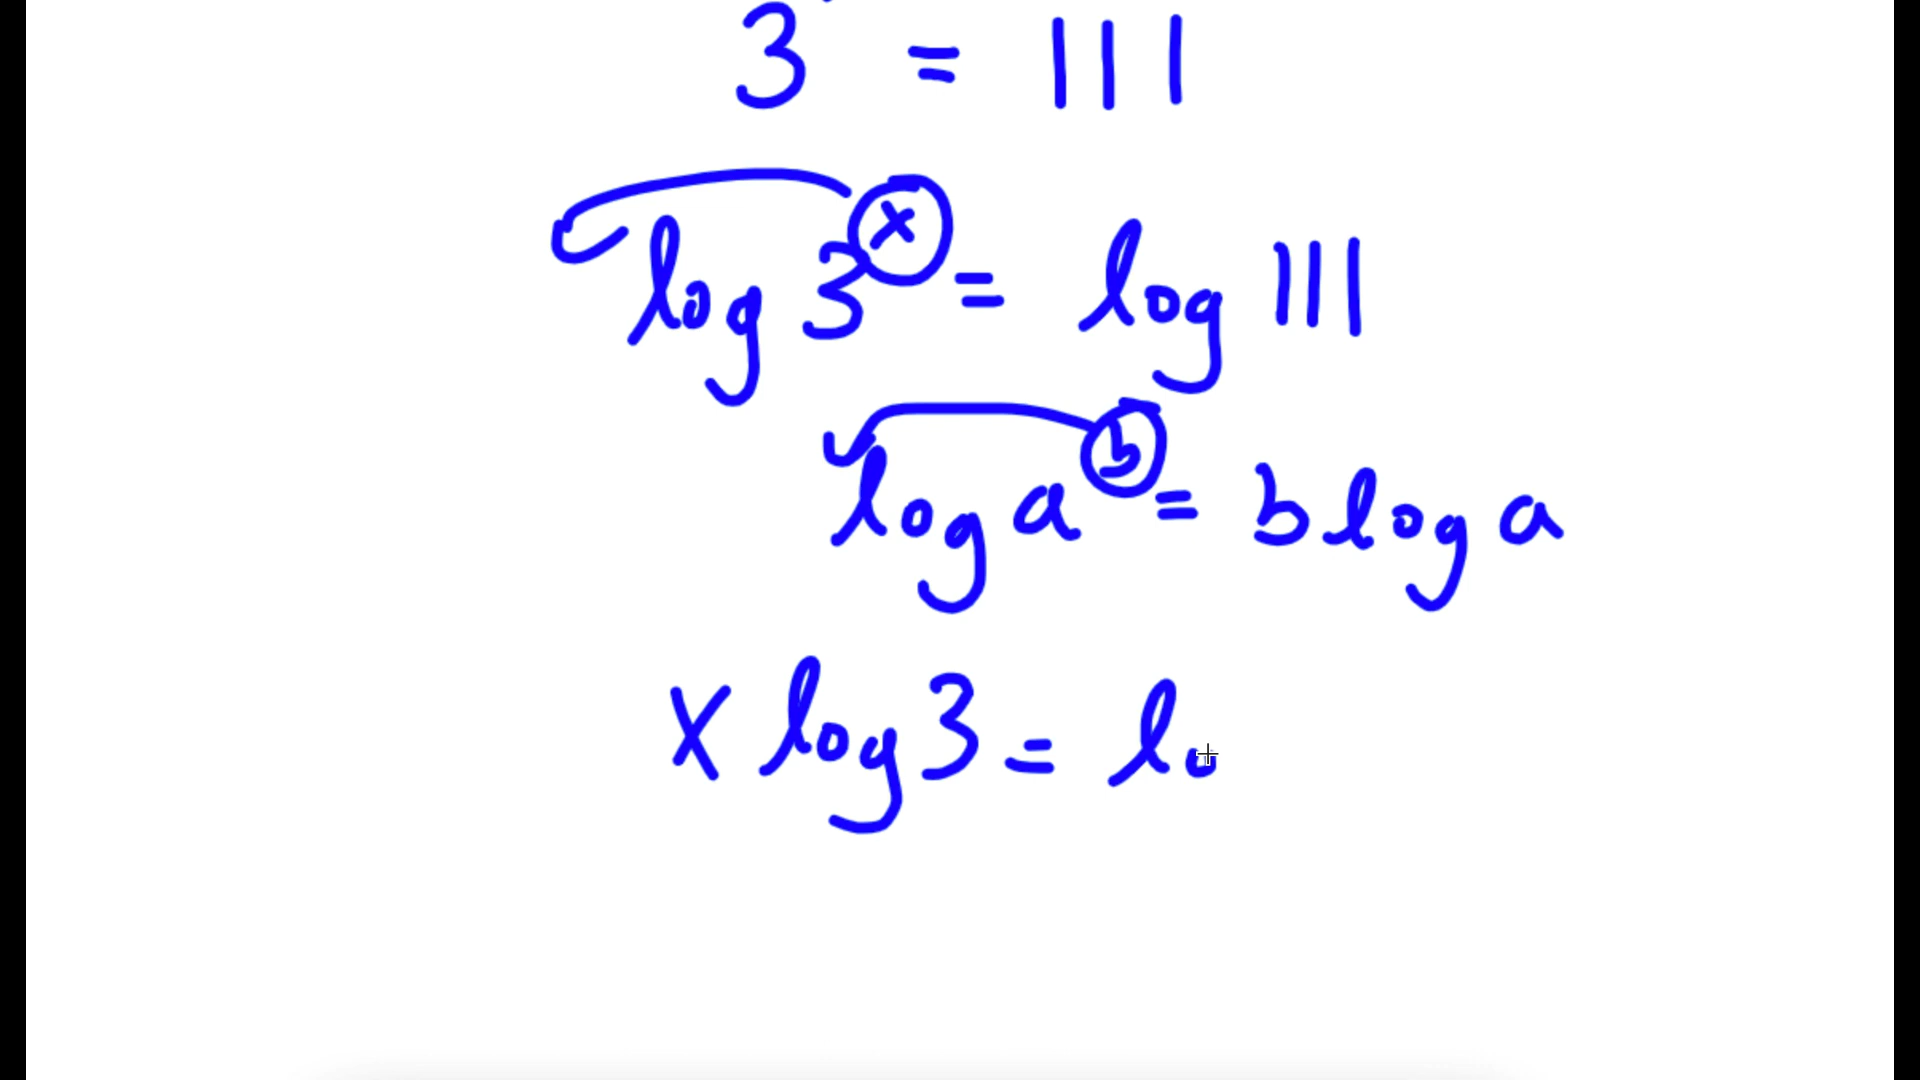 3 = 111
log 3^x = log 111
log a^b = b log a
x log 3 = lo